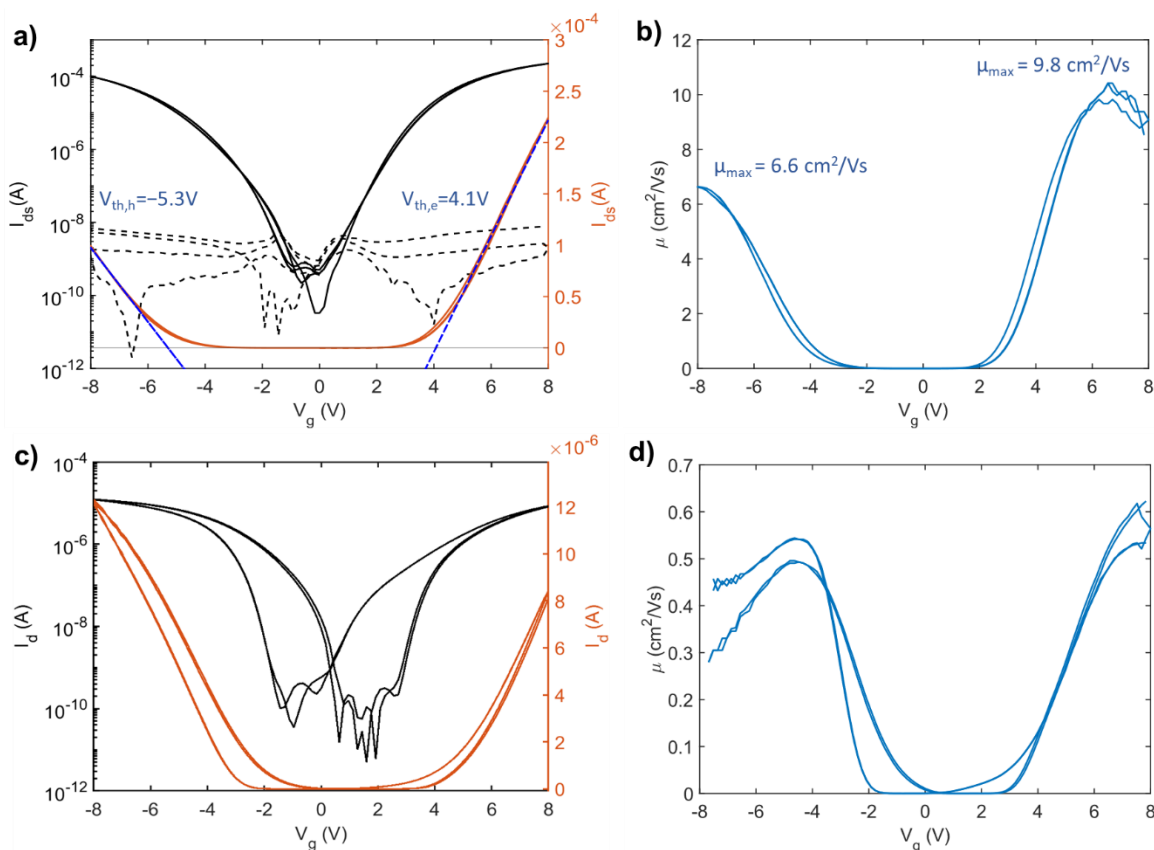 a)
×10⁻⁴
3
2.5
2
1.5
1
0.5
0
I_ds (A)
10⁻⁴
10⁻⁶
10⁻⁸
10⁻¹⁰
10⁻¹²
I_ds(A)
V_th,h=−5.3V
V_th,e=4.1V
-8 -6 -4 -2 0 2 4 6 8
V_g (V)
b)
12
10
8
6
4
2
0
μ (cm²/Vs)
μ_max = 9.8 cm²/Vs
μ_max = 6.6 cm²/Vs
-8 -6 -4 -2 0 2 4 6 8
V_g (V)
c)
×10⁻⁶
12
10
8
6
4
2
0
I_d (A)
10⁻⁴
10⁻⁶
10⁻⁸
10⁻¹⁰
10⁻¹²
I_d (A)
-8 -6 -4 -2 0 2 4 6 8
V_g (V)
d)
0.7
0.6
0.5
0.4
0.3
0.2
0.1
0
μ (cm²/Vs)
-8 -6 -4 -2 0 2 4 6 8
V_g (V)